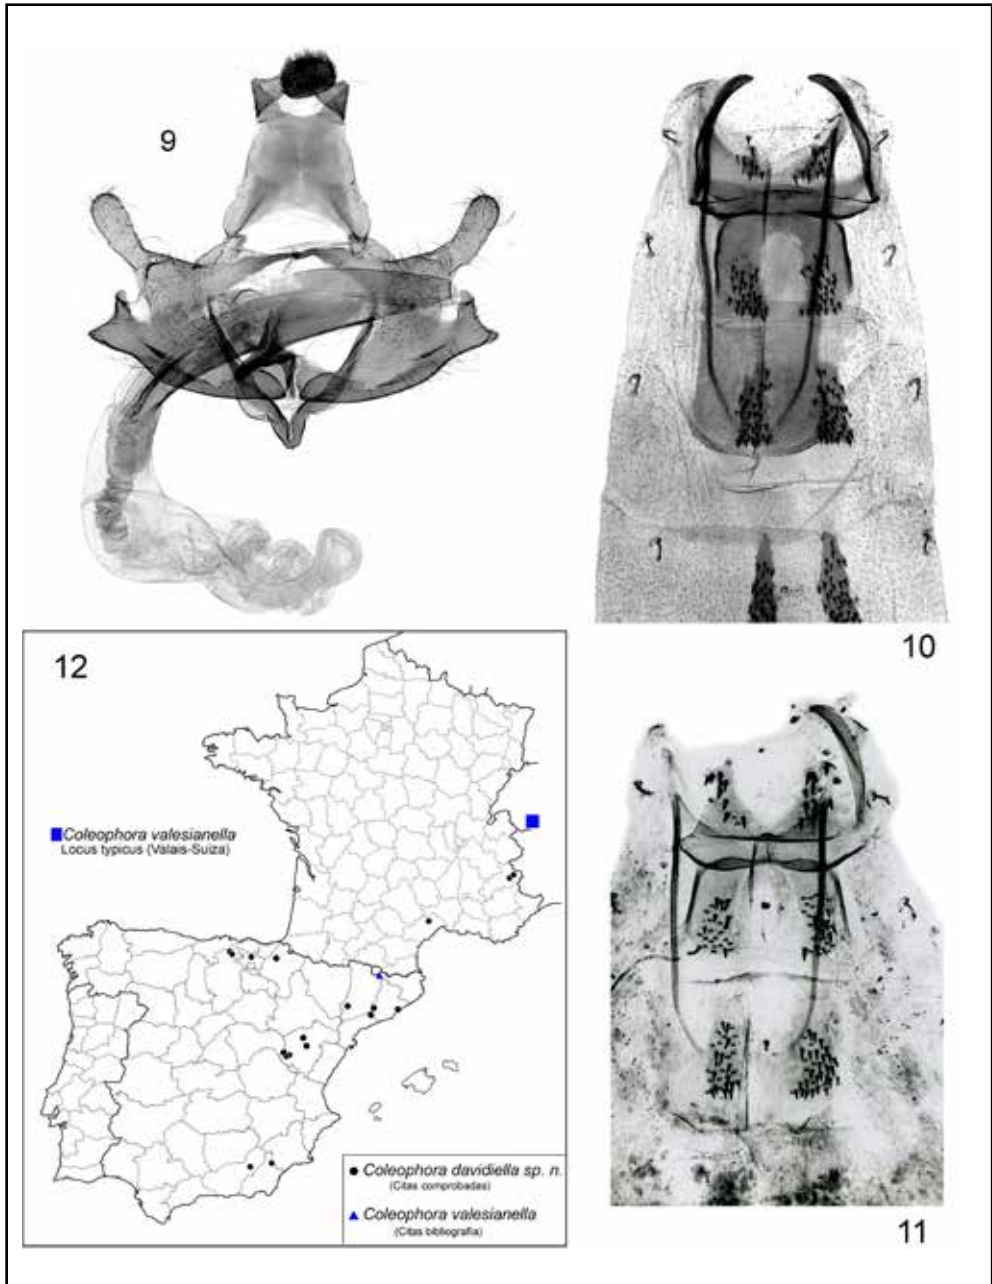 9
10
12
Coleophora valesianella
Locus typicus (Valais-Suiza)
Coleophora davidiella sp. n.
(Citas comprobadas)
Coleophora valesianella
(Citas bibliografía)
11